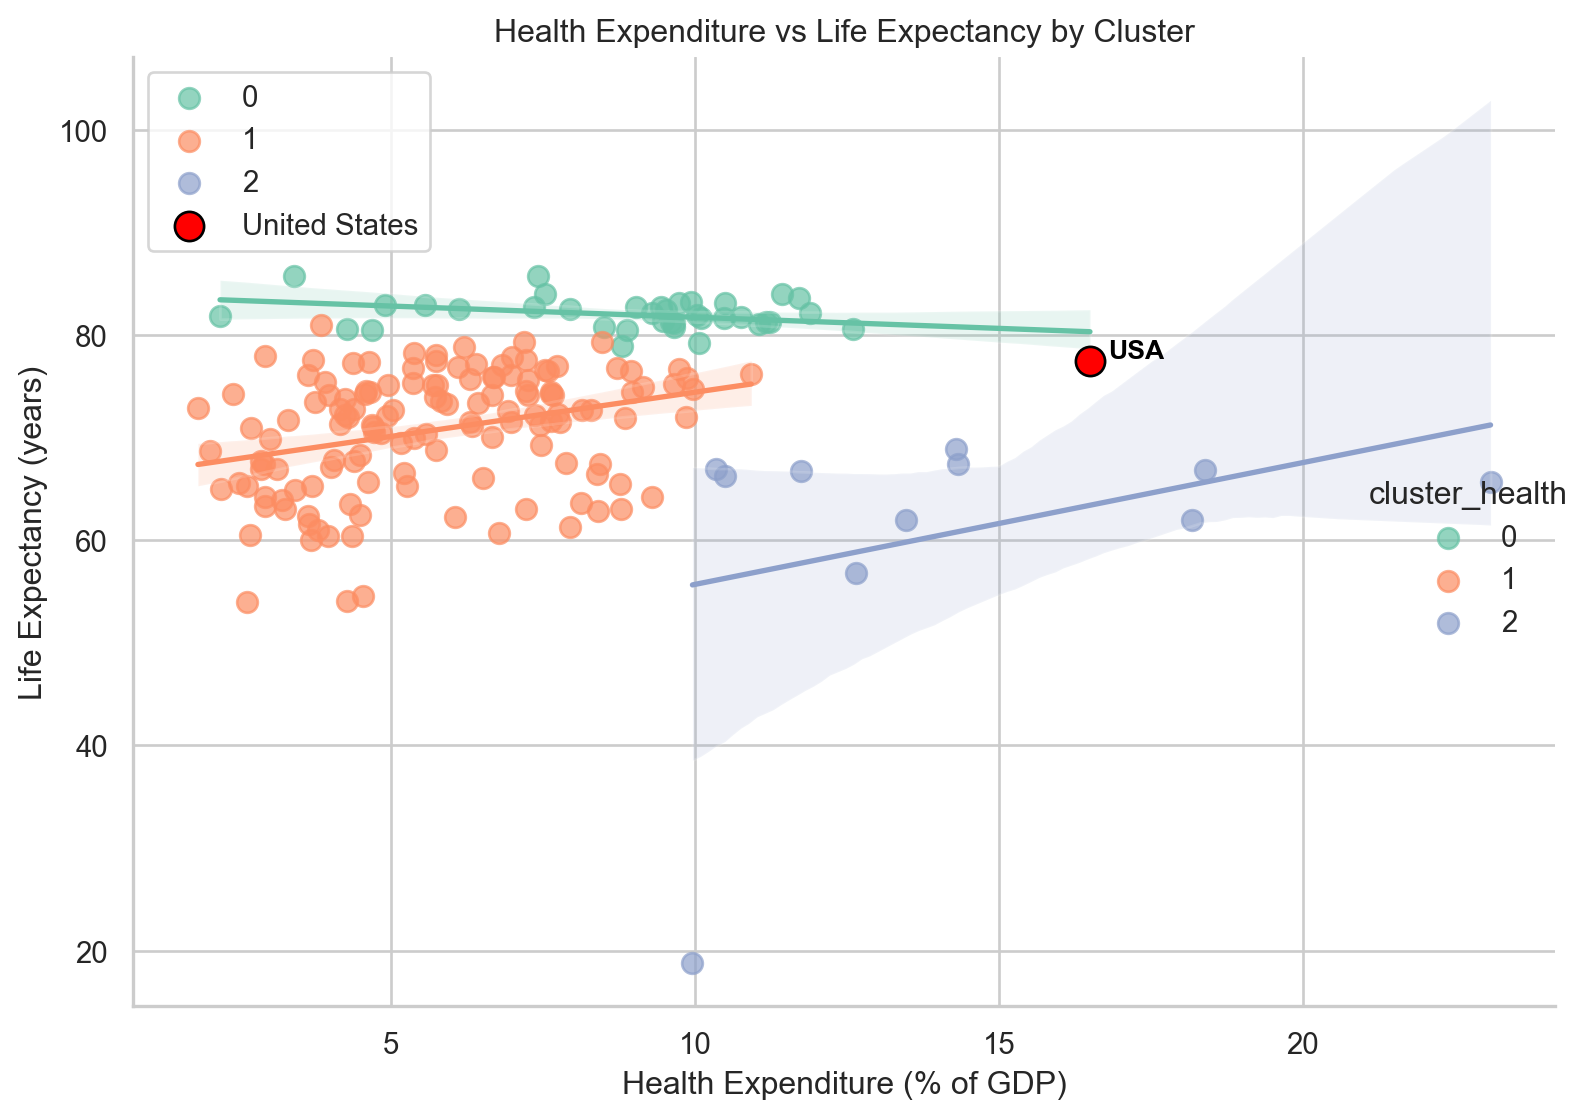 Health Expenditure vs Life Expectancy by Cluster
0
1
2
United States
100
80
60
40
20
Life Expectancy (years)
USA
cluster_health
0
1
2
5
10
15
20
Health Expenditure (% of GDP)